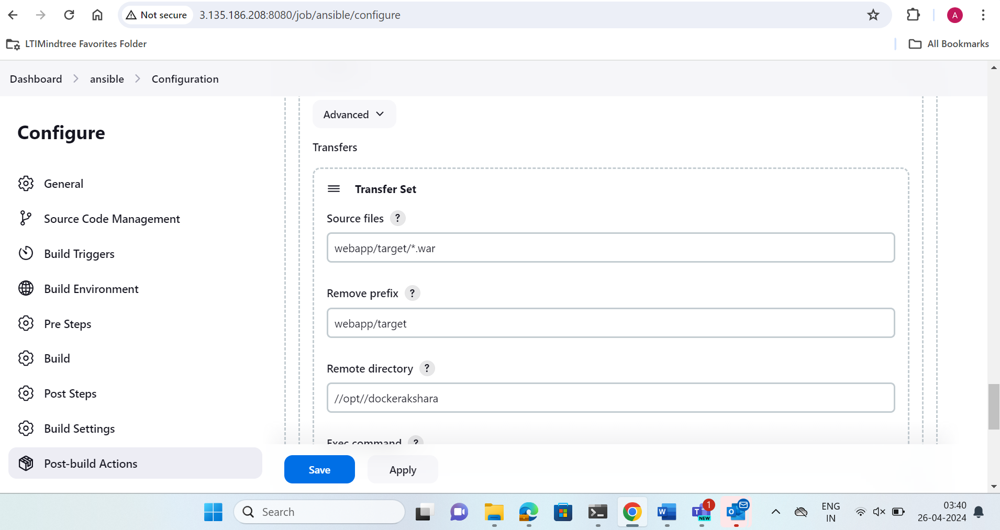 Not secure 3.135.186.208:8080/job/ansible/configure A
LTIMindtree Favorites Folder All Bookmarks
Dashboard ansible Configuration
Configure
General
Source Code Management
Build Triggers
Build Environment
Pre Steps
Build
Post Steps
Build Settings
Post-build Actions
Advanced
Transfers
Transfer Set
Source files ?
webapp/target/*.war
Remove prefix ?
webapp/target
Remote directory ?
//opt//dockerakshara
Exec command ?
Save Apply
Search
W
T 1
NEW
O
ENG
IN
03:40
26-04-2024